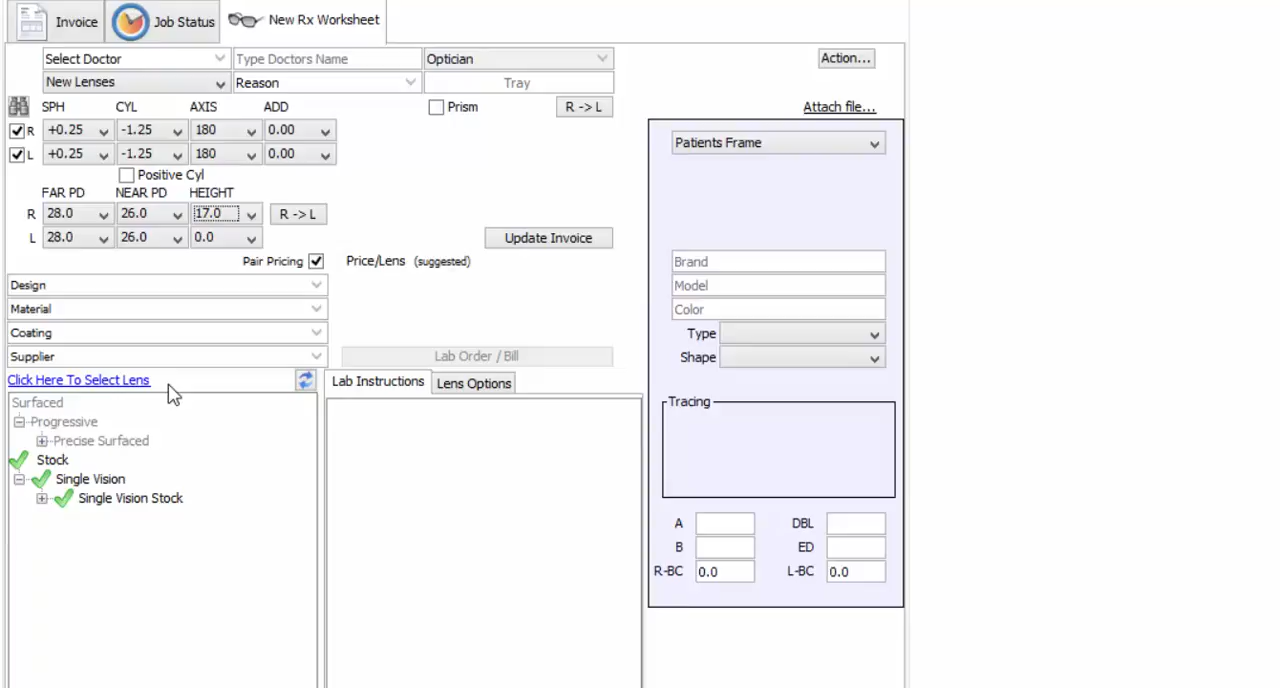 Invoice Job Status New Rx Worksheet
Select Doctor Type Doctors Name Optician Action...
New Lenses Reason Tray
SPH CYL AXIS ADD Prism R -> L Attach file...
R +0.25 -1.25 180 0.00
L +0.25 -1.25 180 0.00
Patients Frame
Positive Cyl
FAR PD NEAR PD HEIGHT
R 28.0 26.0 17.0 R -> L
L 28.0 26.0 0.0 Update Invoice
Pair Pricing Price/Lens (suggested) Brand
Design Model
Material Color
Coating Type
Supplier Lab Order / Bill Shape
Click Here To Select Lens Lab Instructions Lens Options
Surfaced Tracing
Progressive
Precise Surfaced
Stock
Single Vision
Single Vision Stock
A DBL
B ED
R-BC 0.0 L-BC 0.0